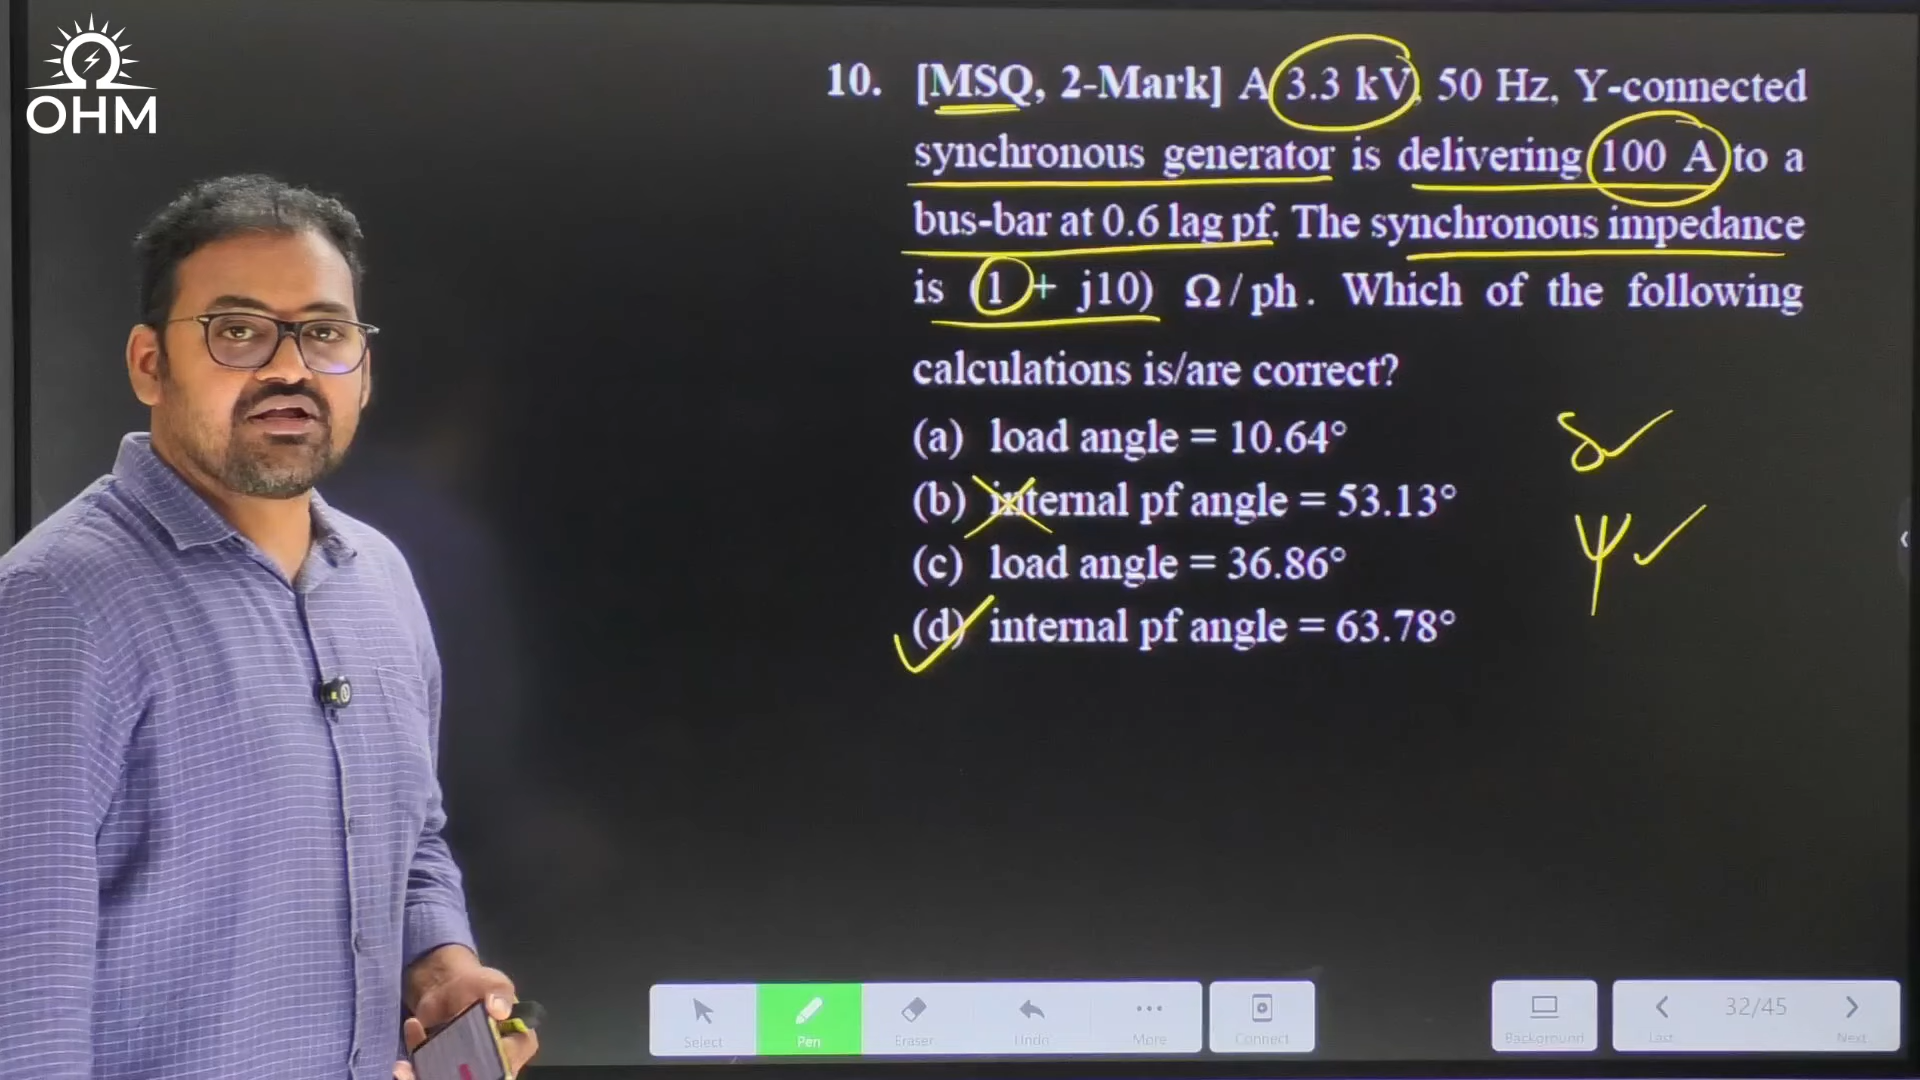 OHM
10. [MSQ, 2-Mark] A 3.3 kV, 50 Hz, Y-connected
synchronous generator is delivering 100 A to a
bus-bar at 0.6 lag pf. The synchronous impedance
is (1 + j10) Ω/ph. Which of the following
calculations is/are correct?
(a) load angle = 10.64°
δ
(b) internal pf angle = 53.13°
ψ
(c) load angle = 36.86°
(d) internal pf angle = 63.78°
Select Pen Eraser Undo More Connect Background Last 32/45 Next